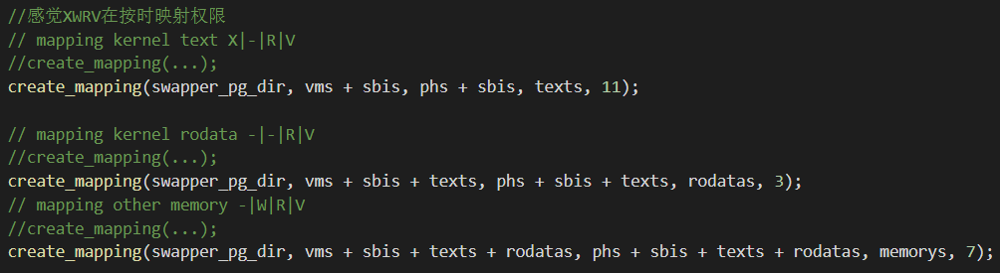 //感觉XWRV在按时映射权限
// mapping kernel text X|-|R|V
//create_mapping(...);
create_mapping(swapper_pg_dir, vms + sbis, phs + sbis, texts, 11);
// mapping kernel rodata -|-|R|V
//create_mapping(...);
create_mapping(swapper_pg_dir, vms + sbis + texts, phs + sbis + texts, rodatas, 3);
// mapping other memory -|W|R|V
//create_mapping(...);
create_mapping(swapper_pg_dir, vms + sbis + texts + rodatas, phs + sbis + texts + rodatas, memorys, 7);